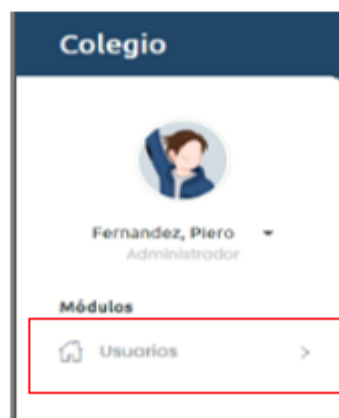 Colegio
Fernandez, Piero
Administrador
Módulos
Usuarios